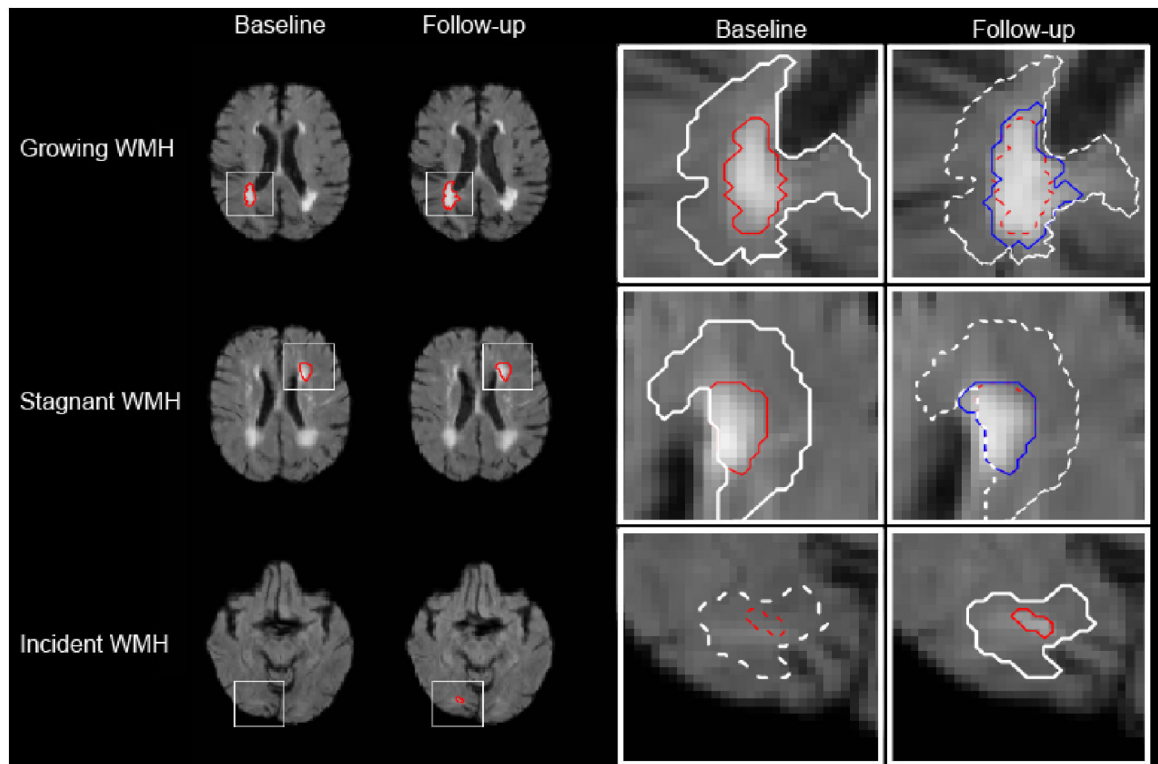 Baseline Follow-up Baseline Follow-up
Growing WMH
Stagnant WMH
Incident WMH